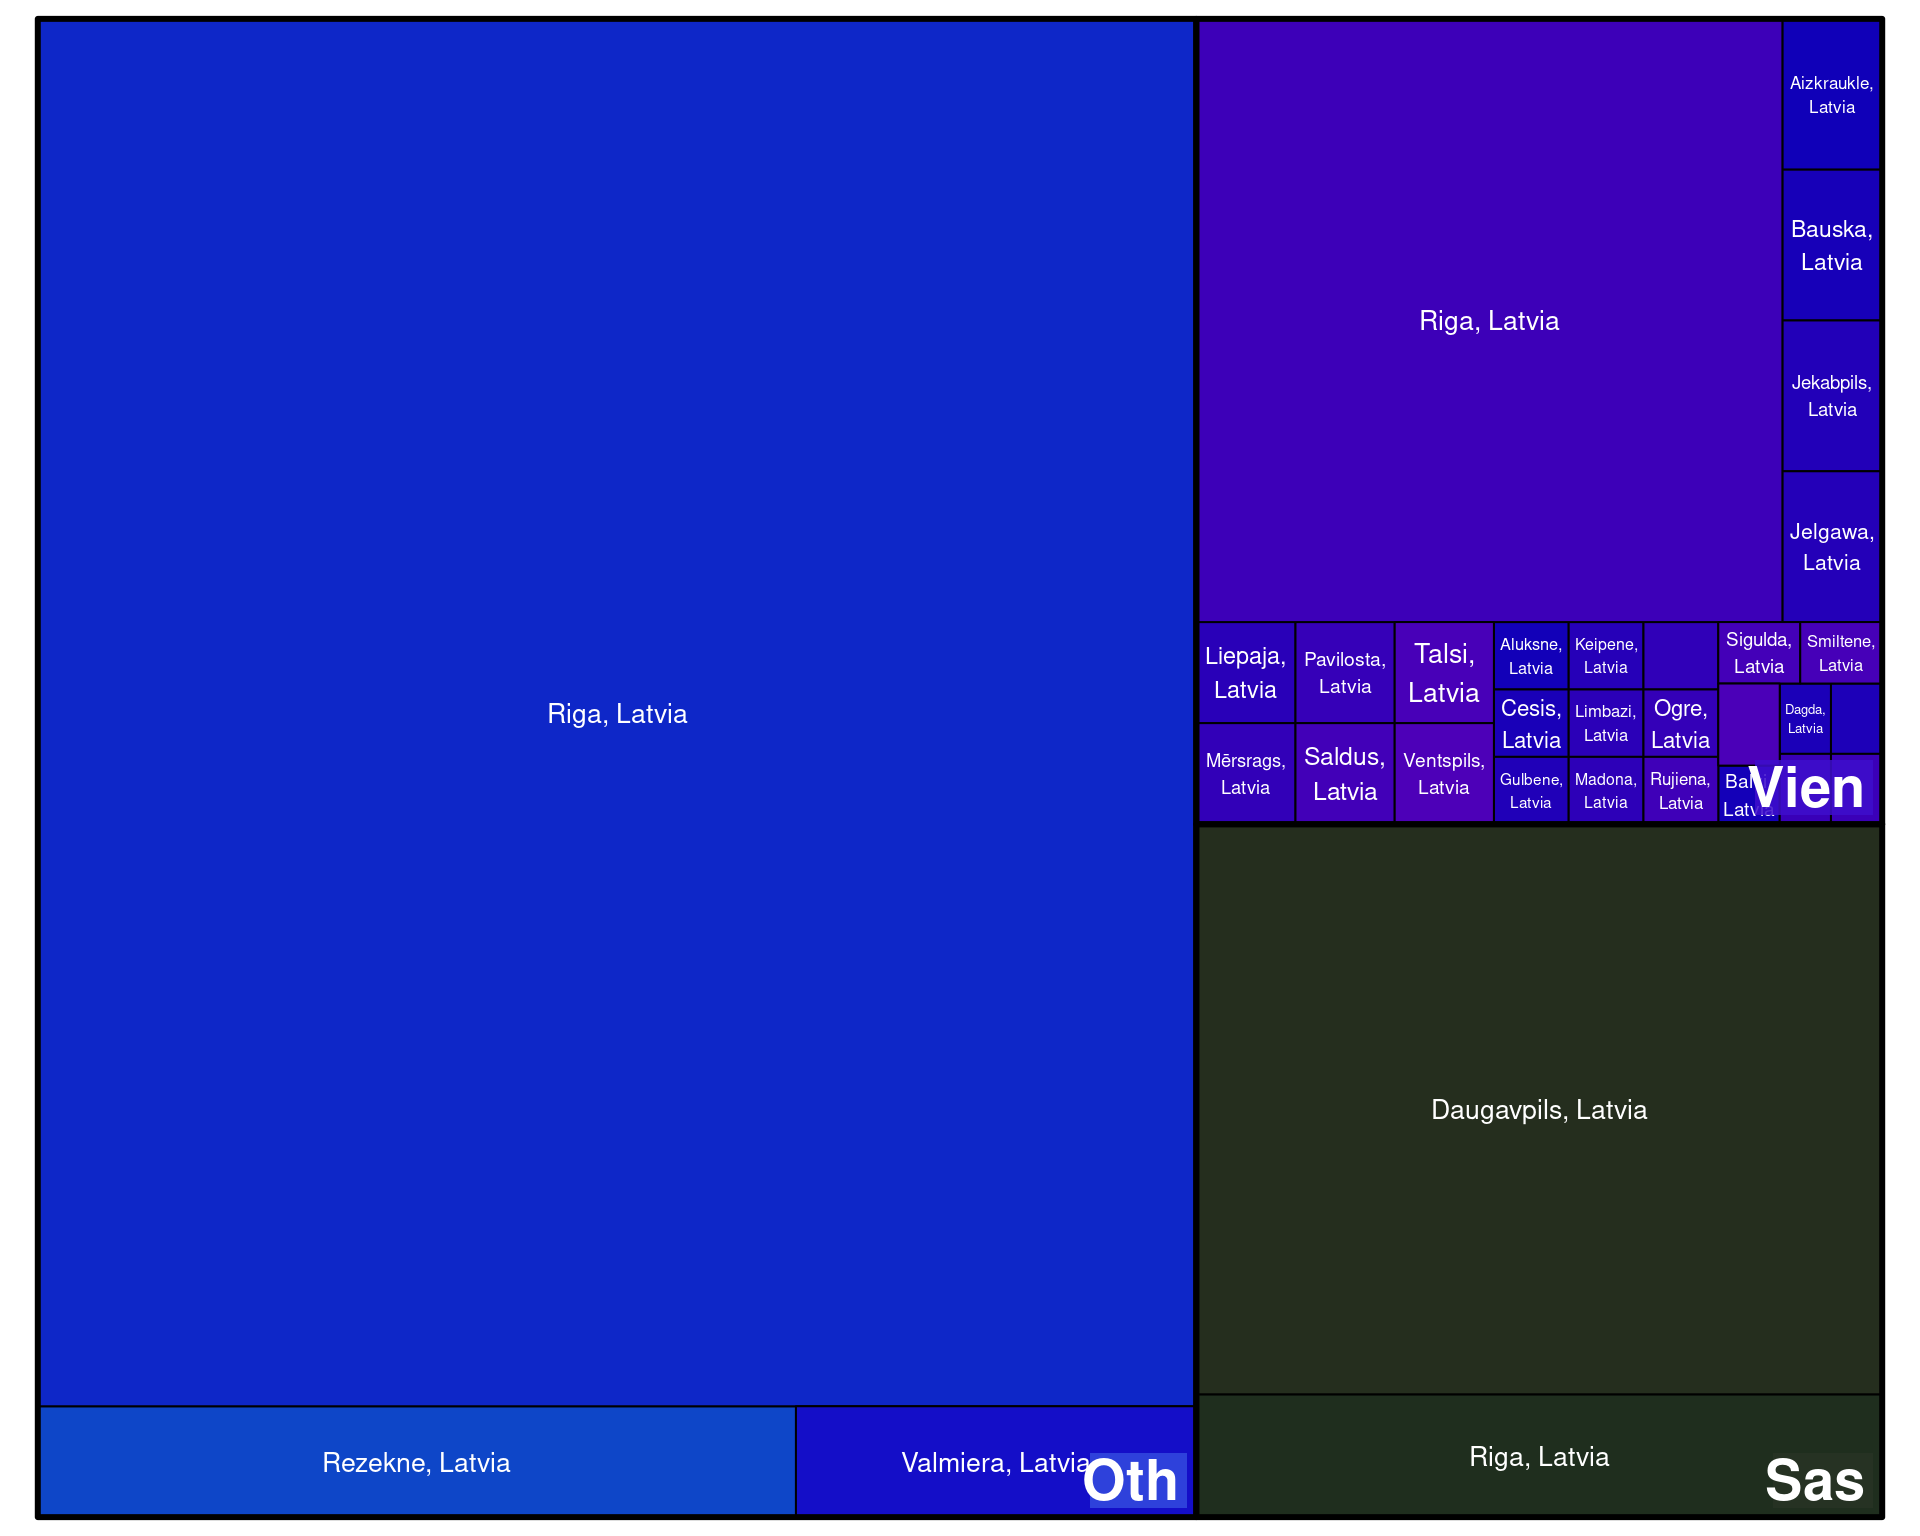 Riga, Latvia
Rezekne, Latvia
Valmiera, Latvia
Oth
Riga, Latvia
Aizkraukle,
Latvia
Bauska,
Latvia
Jekabpils,
Latvia
Jelgawa,
Latvia
Liepaja,
Latvia
Pavilosta,
Latvia
Talsi,
Latvia
Mērsrags,
Latvia
Saldus,
Latvia
Ventspils,
Latvia
Aluksne,
Latvia
Keipene,
Latvia
Cesis,
Latvia
Limbazi,
Latvia
Ogre,
Latvia
Gulbene,
Latvia
Madona,
Latvia
Rujiena,
Latvia
Sigulda,
Latvia
Smiltene,
Latvia
Dagda,
Latvia
Latvia
Vien
Daugavpils, Latvia
Riga, Latvia
Sas